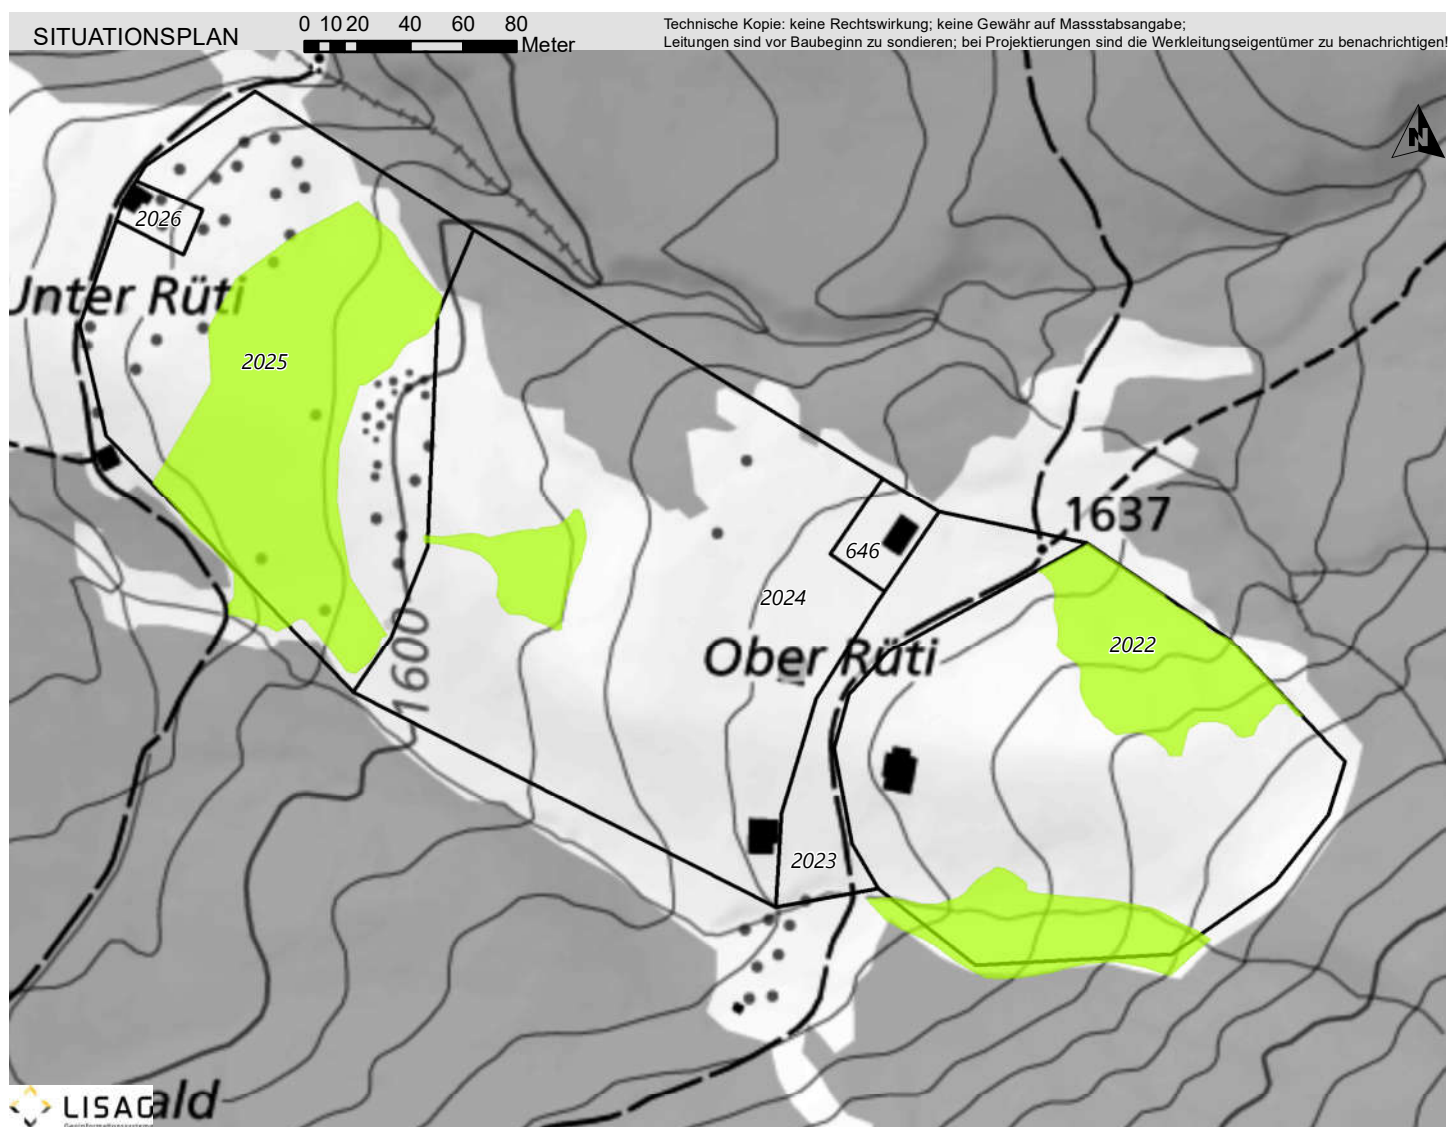 SITUATIONSPLAN
0 10 20 40 60 80
Meter
Technische Kopie: keine Rechtswirkung; keine Gewähr auf Massstabsangabe;
Leitungen sind vor Baubeginn zu sondieren; bei Projektierungen sind die Werkleitungseigentümer zu benachrichtigen!
N
2026
Unter Rüti
2025
1637
646
2024
2022
Ober Rüti
1600
2023
LISAG
ald
Geoinformationssysteme